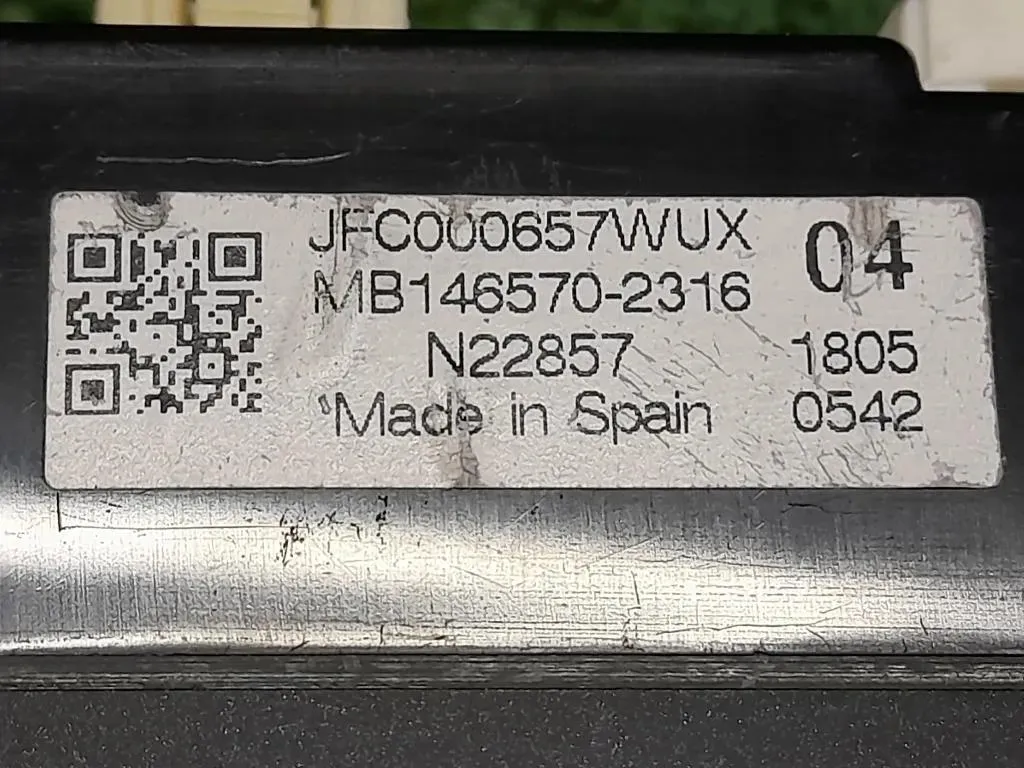 JFC000657WUX 04
MB146570-2316
N22857 1805
Made in Spain 0542